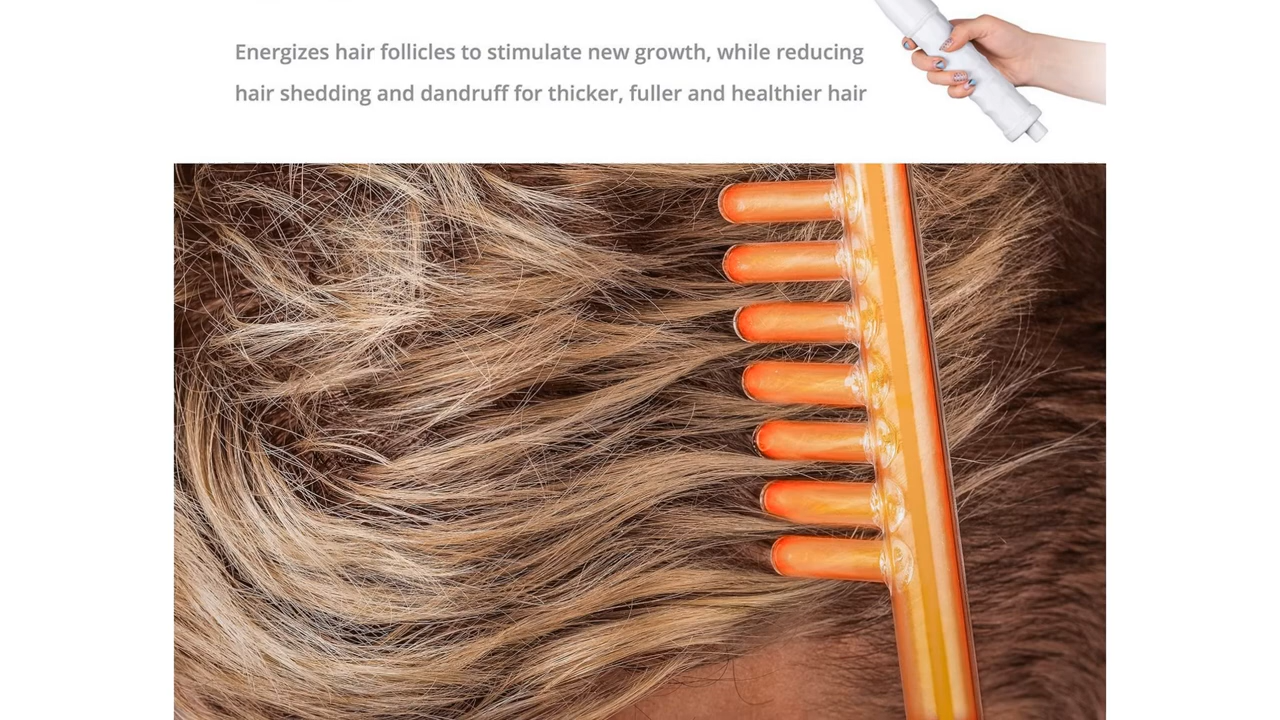 Energizes hair follicles to stimulate new growth, while reducing
hair shedding and dandruff for thicker, fuller and healthier hair